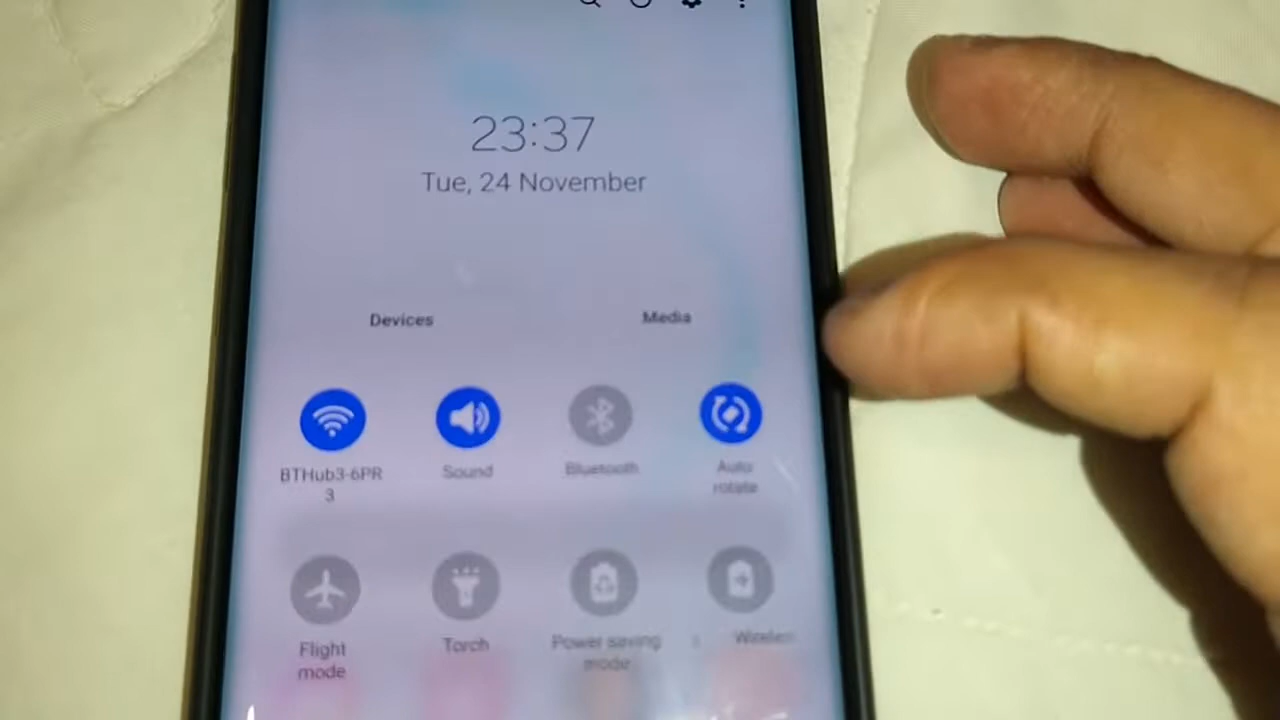 23:37
Tue, 24 November
Devices Media
BTHub3-6PR
3
Sound
Bluetooth
Auto
rotate
Flight
mode
Torch
Power saving
mode